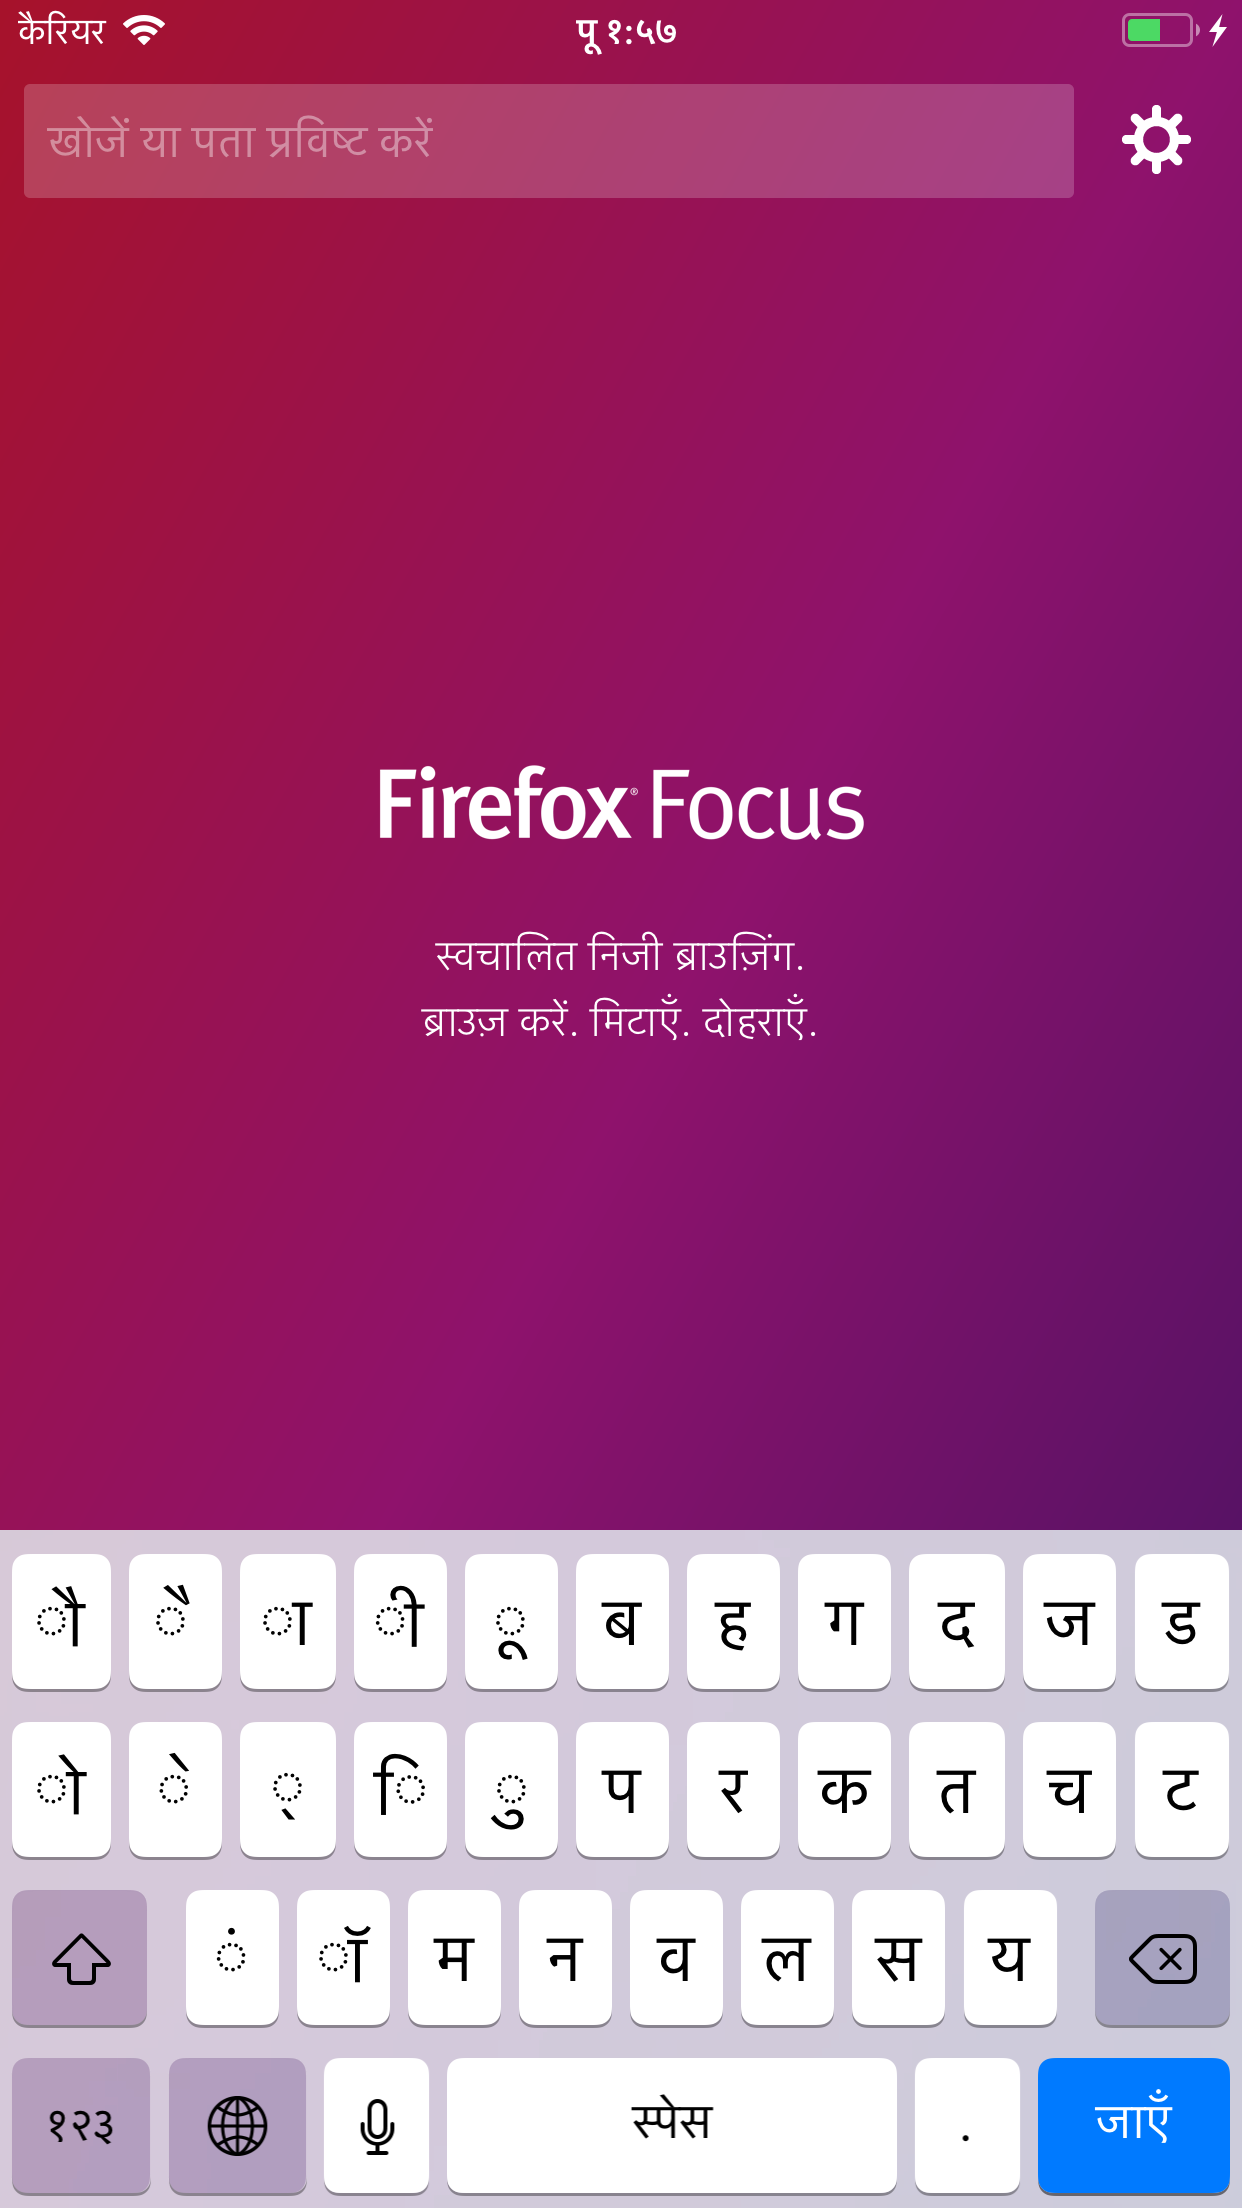 कैरियर पू १:५७
खोजें या पता प्रविष्ट करें
Firefox® Focus
स्वचालित निजी ब्राउज़िंग.
ब्राउज़ करें. मिटाएँ. दोहराएँ.
ौ ै ा ी ू ब ह ग द ज ड
ो े ् ि ु प र क त च ट
ं ॉ म न व ल स य
१२३ स्पेस . जाएँ